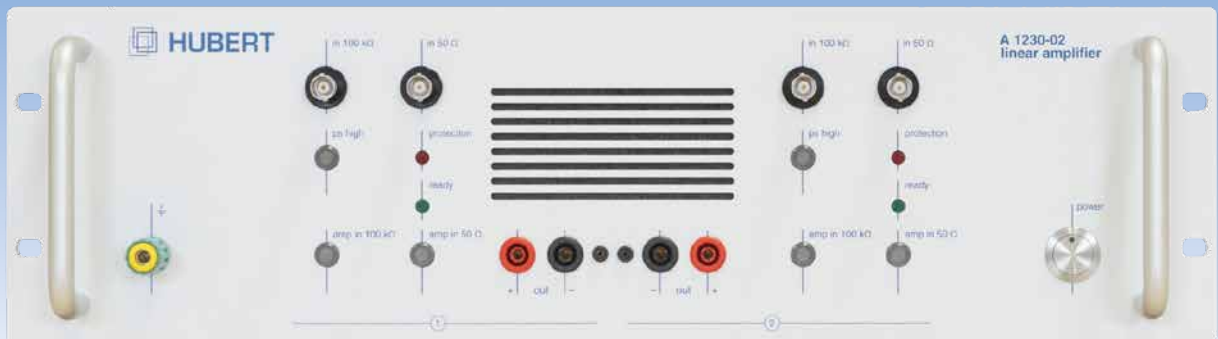 HUBERT
in 100 kΩ
in 50 Ω
in 100 kΩ
in 50 Ω
A 1230-02
linear amplifier
ps high
protection
ps high
protection
ready
ready
power
amp in 100 kΩ
amp in 50 Ω
amp in 100 kΩ
amp in 50 Ω
+ out −
− out +
1
2